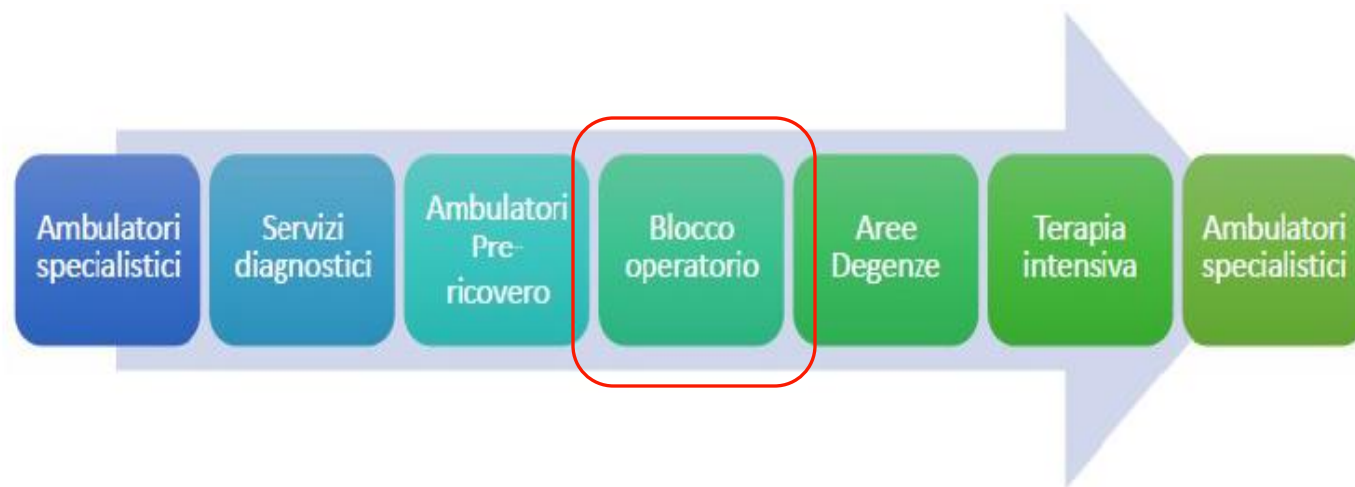 Ambulatori
specialistici
Servizi
diagnostici
Ambulatori
Pre-
ricovero
Blocco
operatorio
Aree
Degenze
Terapia
intensiva
Ambulatori
specialistici